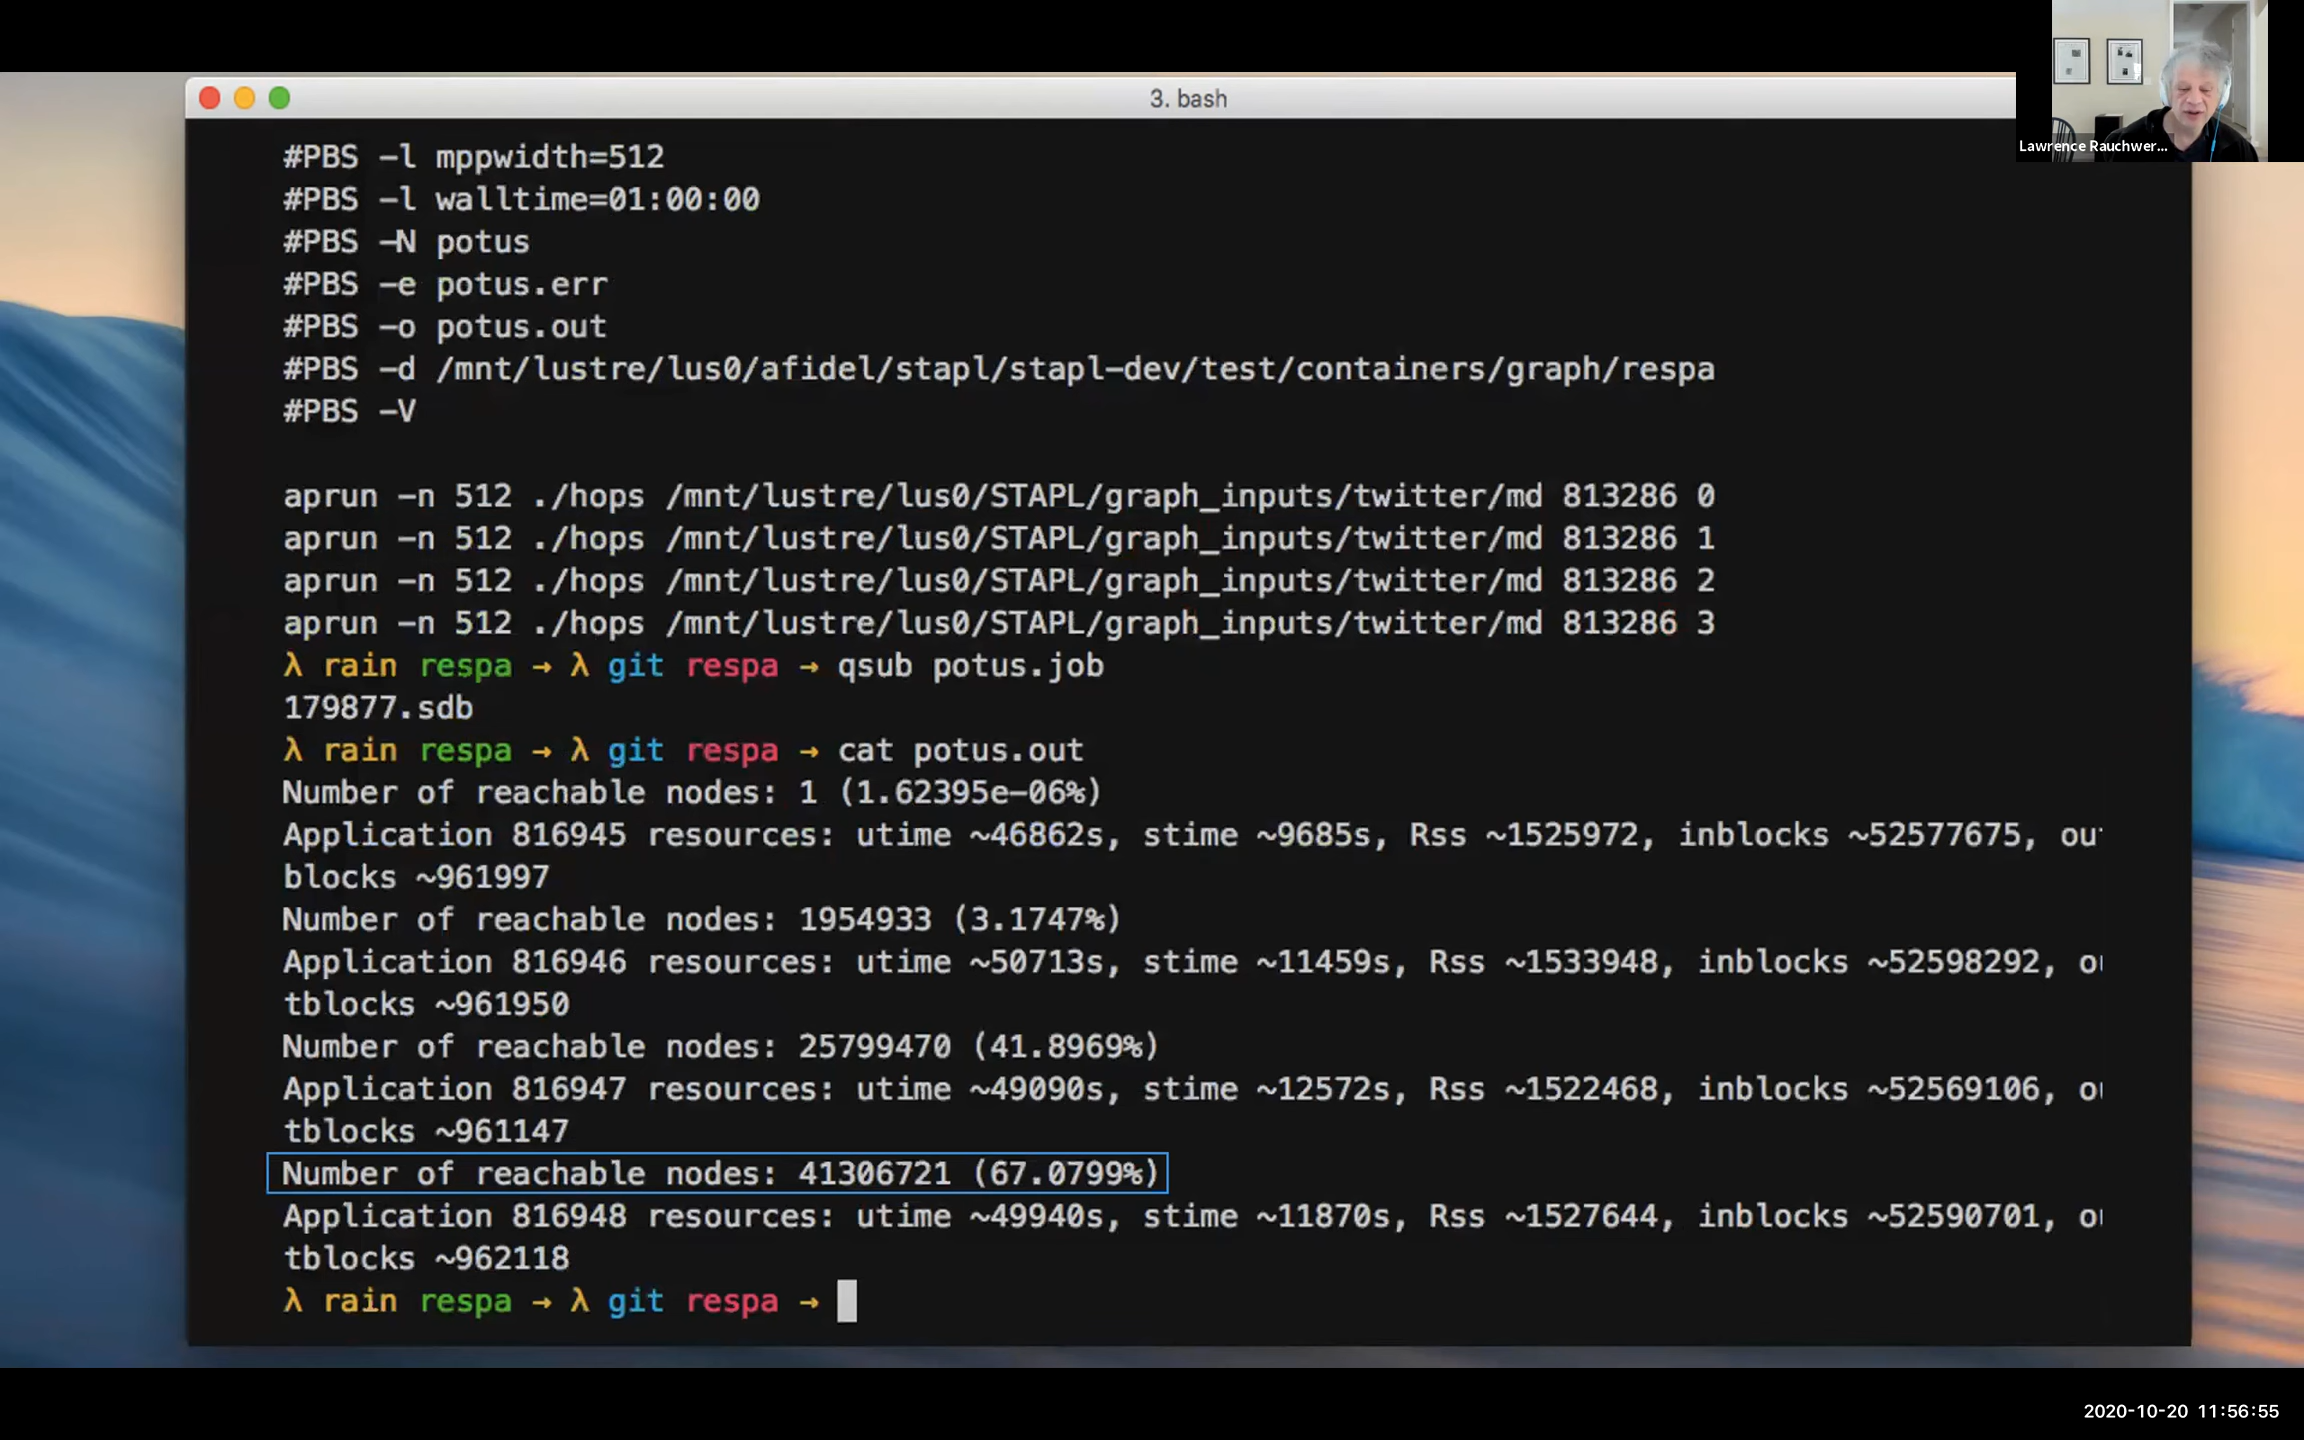 3. bash
Lawrence Rauchwer...
#PBS -l mppwidth=512
#PBS -l walltime=01:00:00
#PBS -N potus
#PBS -e potus.err
#PBS -o potus.out
#PBS -d /mnt/lustre/lus0/afidel/stapl/stapl-dev/test/containers/graph/respa
#PBS -V
aprun -n 512 ./hops /mnt/lustre/lus0/STAPL/graph_inputs/twitter/md 813286 0
aprun -n 512 ./hops /mnt/lustre/lus0/STAPL/graph_inputs/twitter/md 813286 1
aprun -n 512 ./hops /mnt/lustre/lus0/STAPL/graph_inputs/twitter/md 813286 2
aprun -n 512 ./hops /mnt/lustre/lus0/STAPL/graph_inputs/twitter/md 813286 3
λ rain respa → λ git respa → qsub potus.job
179877.sdb
λ rain respa → λ git respa → cat potus.out
Number of reachable nodes: 1 (1.62395e-06%)
Application 816945 resources: utime ~46862s, stime ~9685s, Rss ~1525972, inblocks ~52577675, out
blocks ~961997
Number of reachable nodes: 1954933 (3.1747%)
Application 816946 resources: utime ~50713s, stime ~11459s, Rss ~1533948, inblocks ~52598292, ou
tblocks ~961950
Number of reachable nodes: 25799470 (41.8969%)
Application 816947 resources: utime ~49090s, stime ~12572s, Rss ~1522468, inblocks ~52569106, ou
tblocks ~961147
Number of reachable nodes: 41306721 (67.0799%)
Application 816948 resources: utime ~49940s, stime ~11870s, Rss ~1527644, inblocks ~52590701, ou
tblocks ~962118
λ rain respa → λ git respa →
2020-10-20 11:56:55